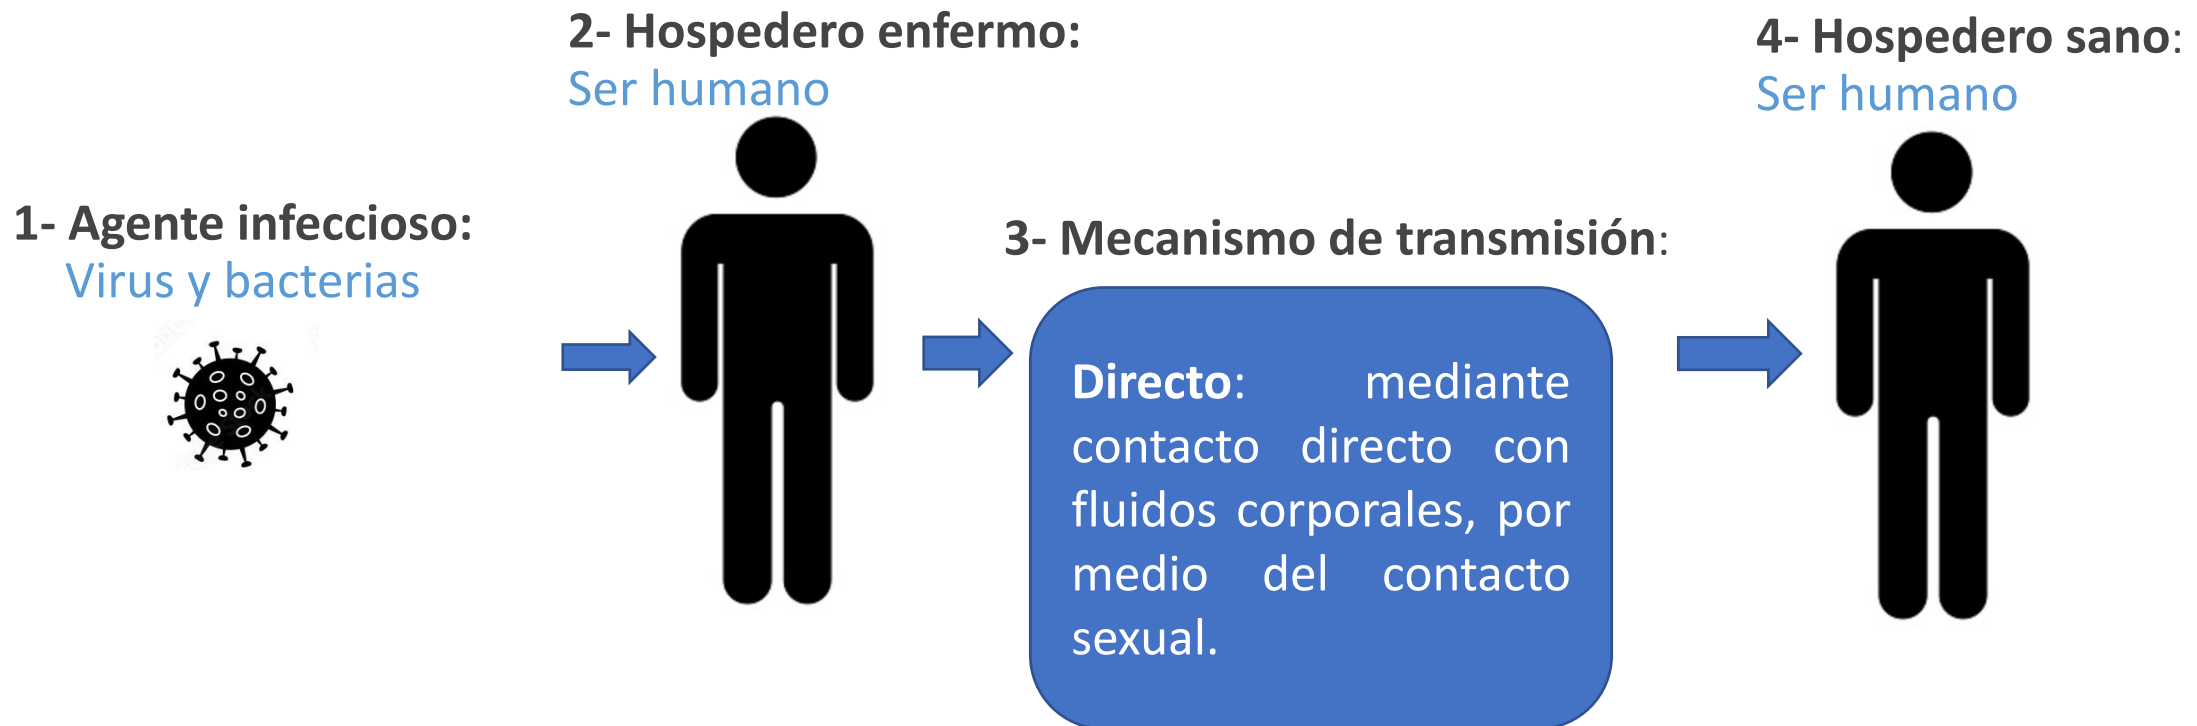 1- Agente infeccioso:
Virus y bacterias
2- Hospedero enfermo:
Ser humano
3- Mecanismo de transmisión:
Directo: mediante
contacto directo con
fluidos corporales, por
medio del contacto
sexual.
4- Hospedero sano:
Ser humano